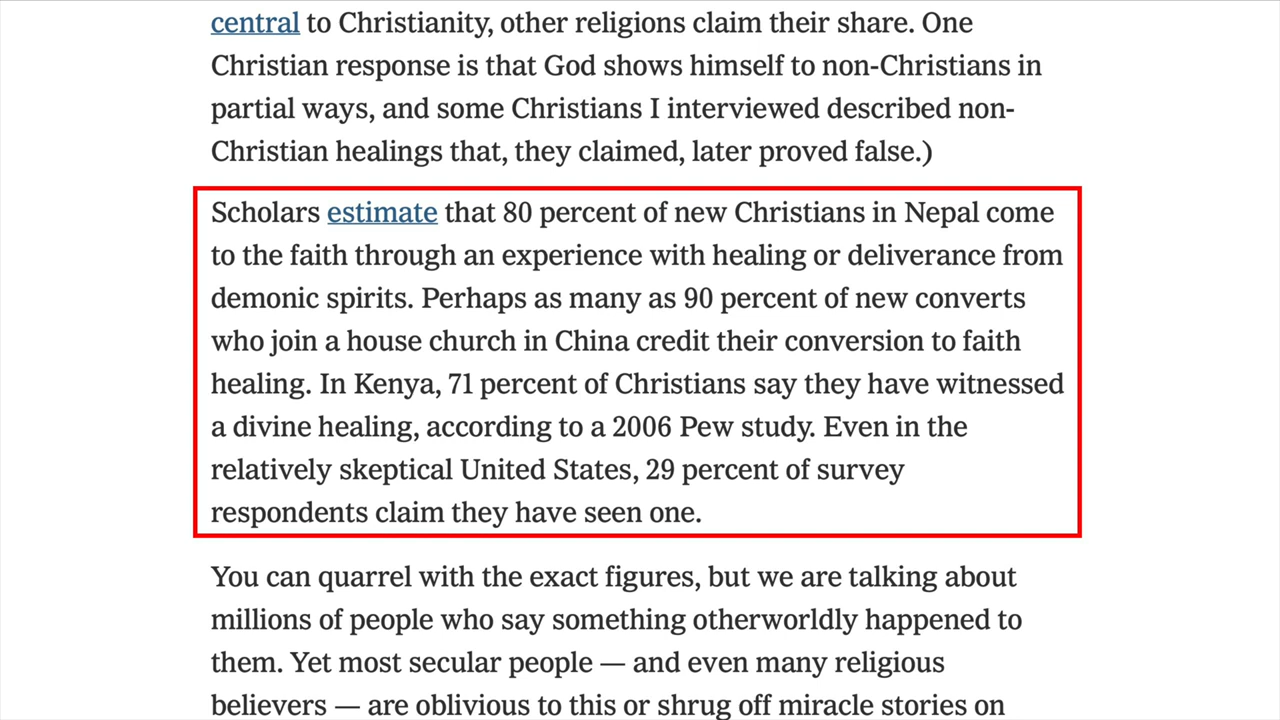 central to Christianity, other religions claim their share. One
Christian response is that God shows himself to non-Christians in
partial ways, and some Christians I interviewed described non-
Christian healings that, they claimed, later proved false.)
Scholars estimate that 80 percent of new Christians in Nepal come
to the faith through an experience with healing or deliverance from
demonic spirits. Perhaps as many as 90 percent of new converts
who join a house church in China credit their conversion to faith
healing. In Kenya, 71 percent of Christians say they have witnessed
a divine healing, according to a 2006 Pew study. Even in the
relatively skeptical United States, 29 percent of survey
respondents claim they have seen one.
You can quarrel with the exact figures, but we are talking about
millions of people who say something otherworldly happened to
them. Yet most secular people — and even many religious
believers — are oblivious to this or shrug off miracle stories on